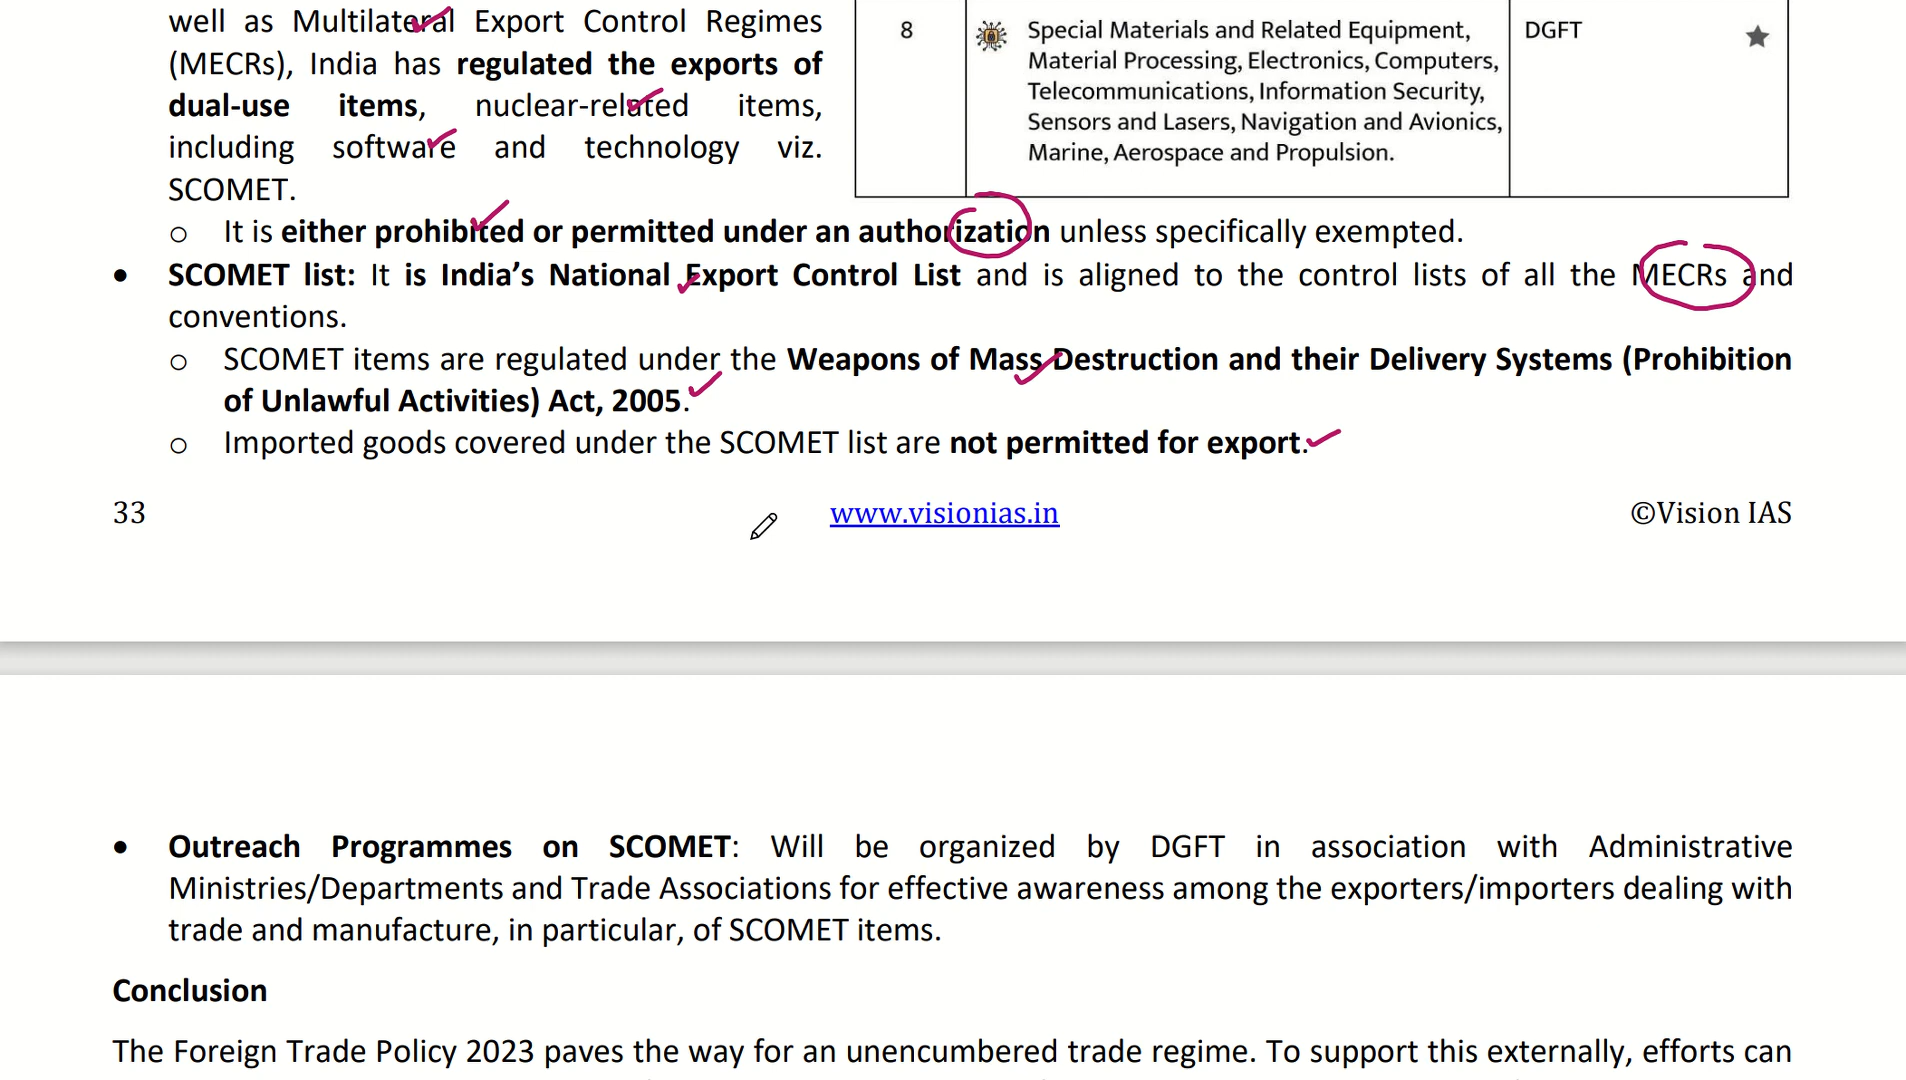 well as Multilateral Export Control Regimes
(MECRs), India has regulated the exports of
dual-use items, nuclear-related items,
including software and technology viz.
SCOMET.
8 Special Materials and Related Equipment, DGFT
Material Processing, Electronics, Computers,
Telecommunications, Information Security,
Sensors and Lasers, Navigation and Avionics,
Marine, Aerospace and Propulsion.
o It is either prohibited or permitted under an authorization unless specifically exempted.
• SCOMET list: It is India’s National Export Control List and is aligned to the control lists of all the MECRs and
conventions.
o SCOMET items are regulated under the Weapons of Mass Destruction and their Delivery Systems (Prohibition
of Unlawful Activities) Act, 2005.
o Imported goods covered under the SCOMET list are not permitted for export.
33 www.visionias.in ©Vision IAS
• Outreach Programmes on SCOMET: Will be organized by DGFT in association with Administrative
Ministries/Departments and Trade Associations for effective awareness among the exporters/importers dealing with
trade and manufacture, in particular, of SCOMET items.
Conclusion
The Foreign Trade Policy 2023 paves the way for an unencumbered trade regime. To support this externally, efforts can